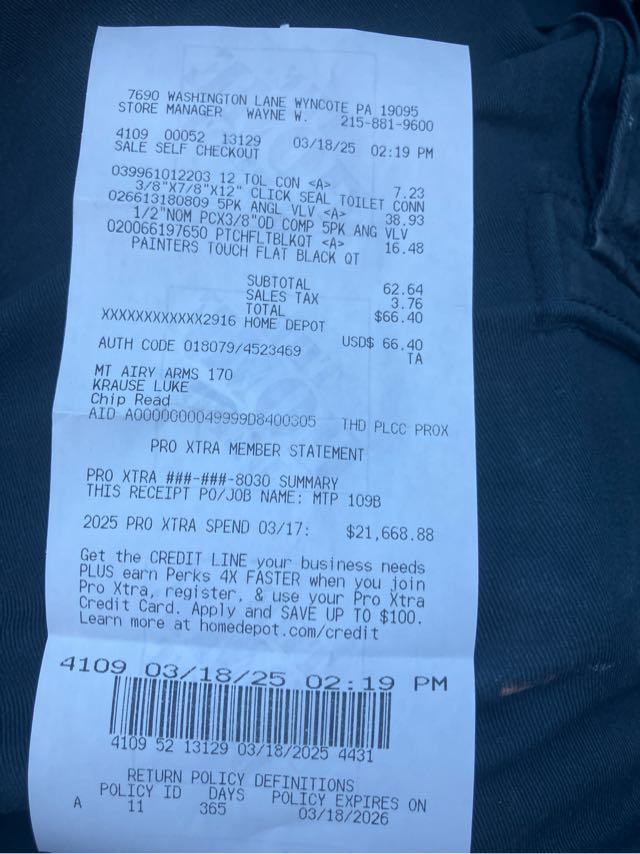 7690 WASHINGTON LANE WYNCOTE PA 19095
STORE MANAGER WAYNE W. 215-881-9600
4109 00052 13129 03/18/25 02:19 PM
SALE SELF CHECKOUT
039961012203 12 TOL CON <A> 7.23
3/8"X7/8"X12" CLICK SEAL TOILET CONN
026613180809 5PK ANGL VLV <A> 38.93
1/2"NOM PCX3/8"OD COMP 5PK ANG VLV
020066197650 PTCHFLTBLKQT <A> 16.48
PAINTERS TOUCH FLAT BLACK QT
SUBTOTAL 62.64
SALES TAX 3.76
TOTAL $66.40
XXXXXXXXXXXX2916 HOME DEPOT
USD$ 66.40
AUTH CODE 018079/4523469 TA
MT AIRY ARMS 170
KRAUSE LUKE
Chip Read
AID A0000000049999D8400305 THD PLCC PROX
PRO XTRA MEMBER STATEMENT
PRO XTRA ###-###-8030 SUMMARY
THIS RECEIPT PO/JOB NAME: MTP 109B
2025 PRO XTRA SPEND 03/17: $21,668.88
Get the CREDIT LINE your business needs
PLUS earn Perks 4X FASTER when you join
Pro Xtra, register, & use your Pro Xtra
Credit Card. Apply and SAVE UP TO $100.
Learn more at homedepot.com/credit
4109 03/18/25 02:19 PM
4109 52 13129 03/18/2025 4431
RETURN POLICY DEFINITIONS
POLICY ID DAYS POLICY EXPIRES ON
A 11 365 03/18/2026